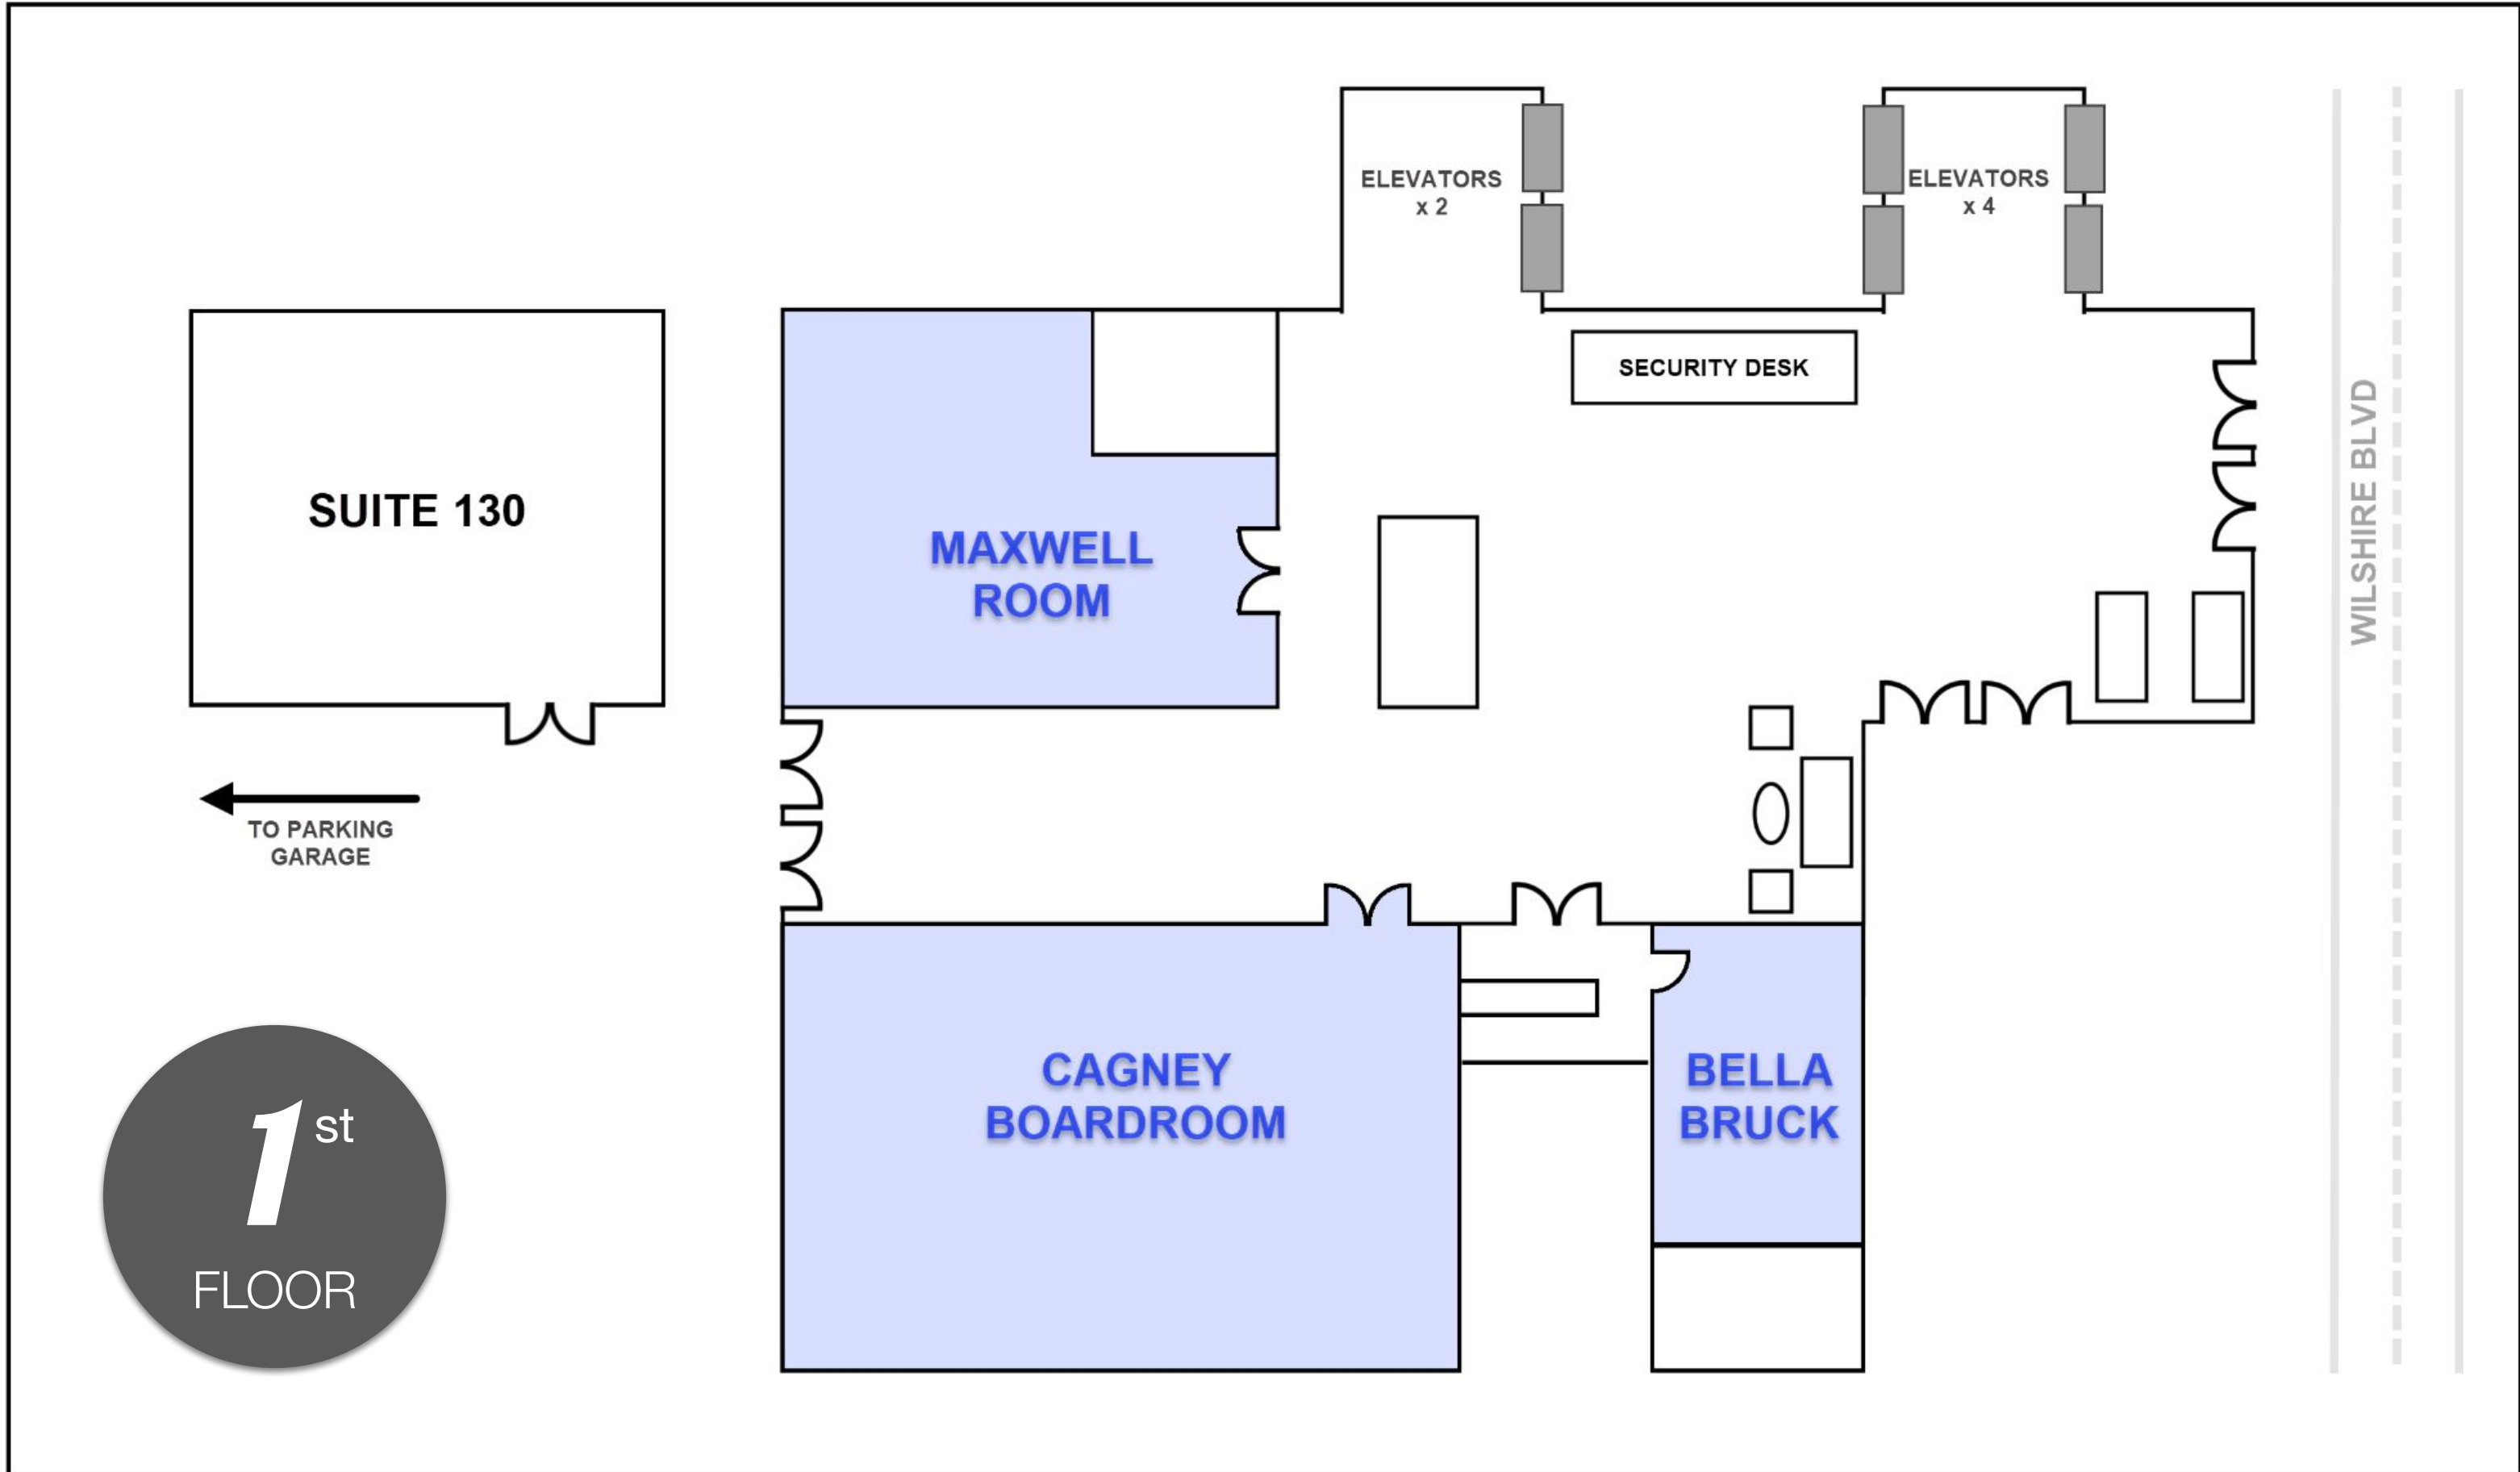 ELEVATORS
x 2
ELEVATORS
x 4
SECURITY DESK
WILSHIRE BLVD
SUITE 130
MAXWELL
ROOM
TO PARKING
GARAGE
CAGNEY
BOARDROOM
BELLA
BRUCK
1st
FLOOR